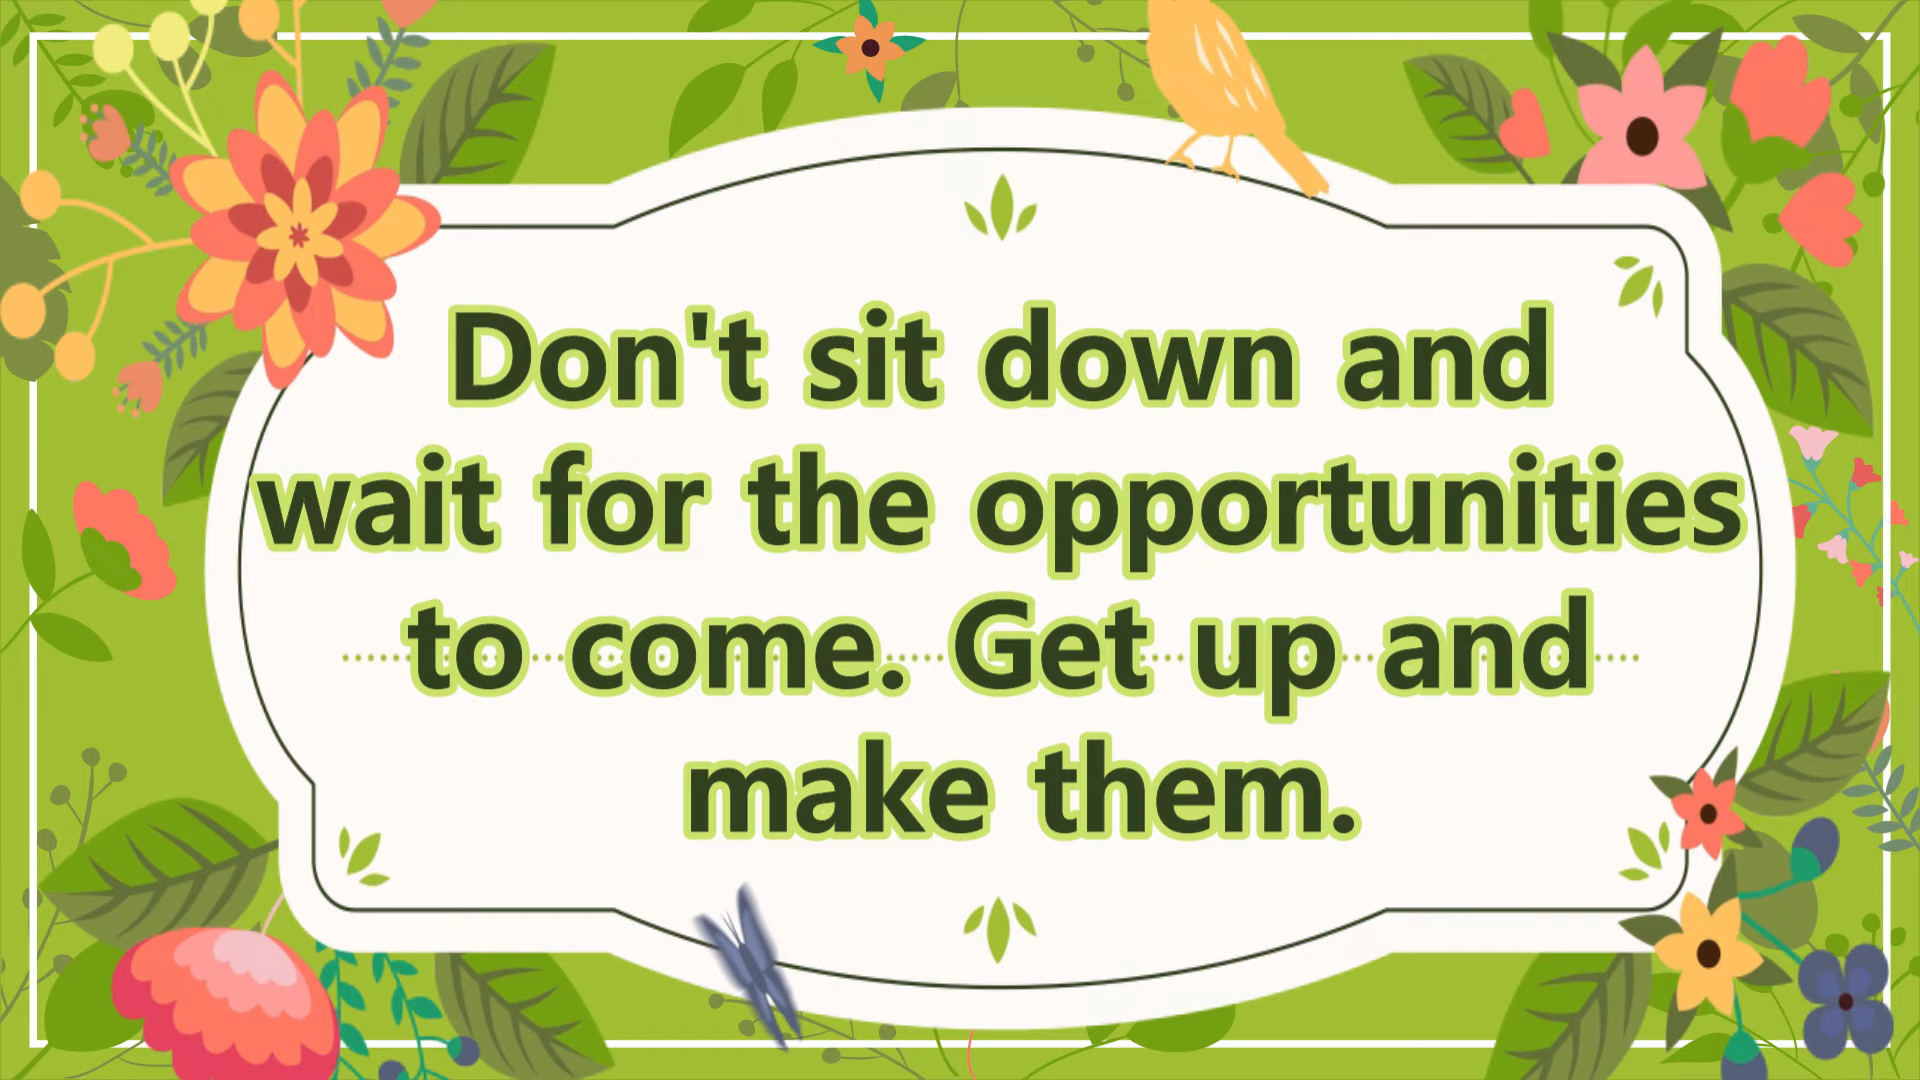 Don't sit down and
wait for the opportunities
to come. Get up and
make them.